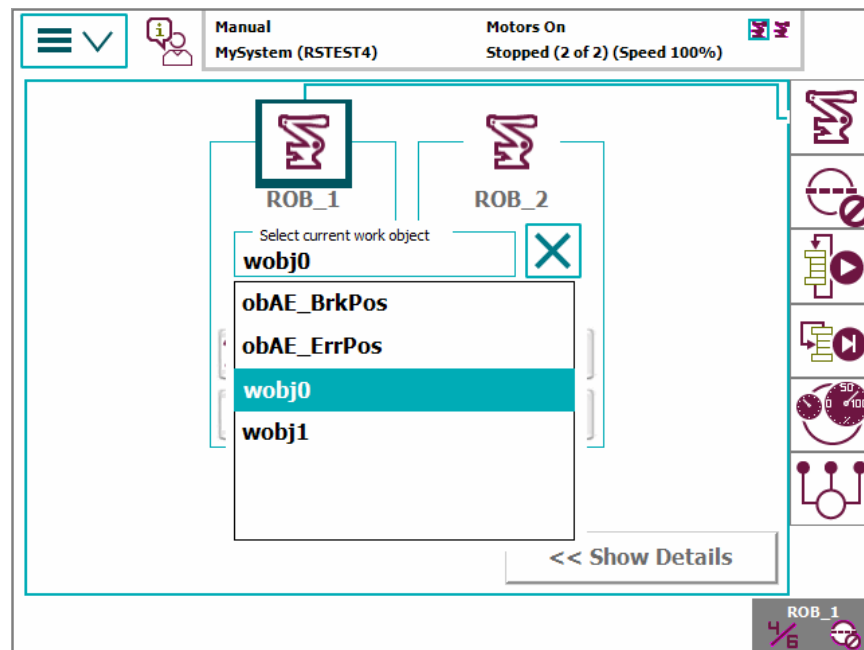 Manual
MySystem (RSTEST4)
Motors On
Stopped (2 of 2) (Speed 100%)
ROB_1
ROB_2
Select current work object
wobj0
obAE_BrkPos
obAE_ErrPos
wobj0
wobj1
<< Show Details
50
0
100
%
ROB_1
4/6